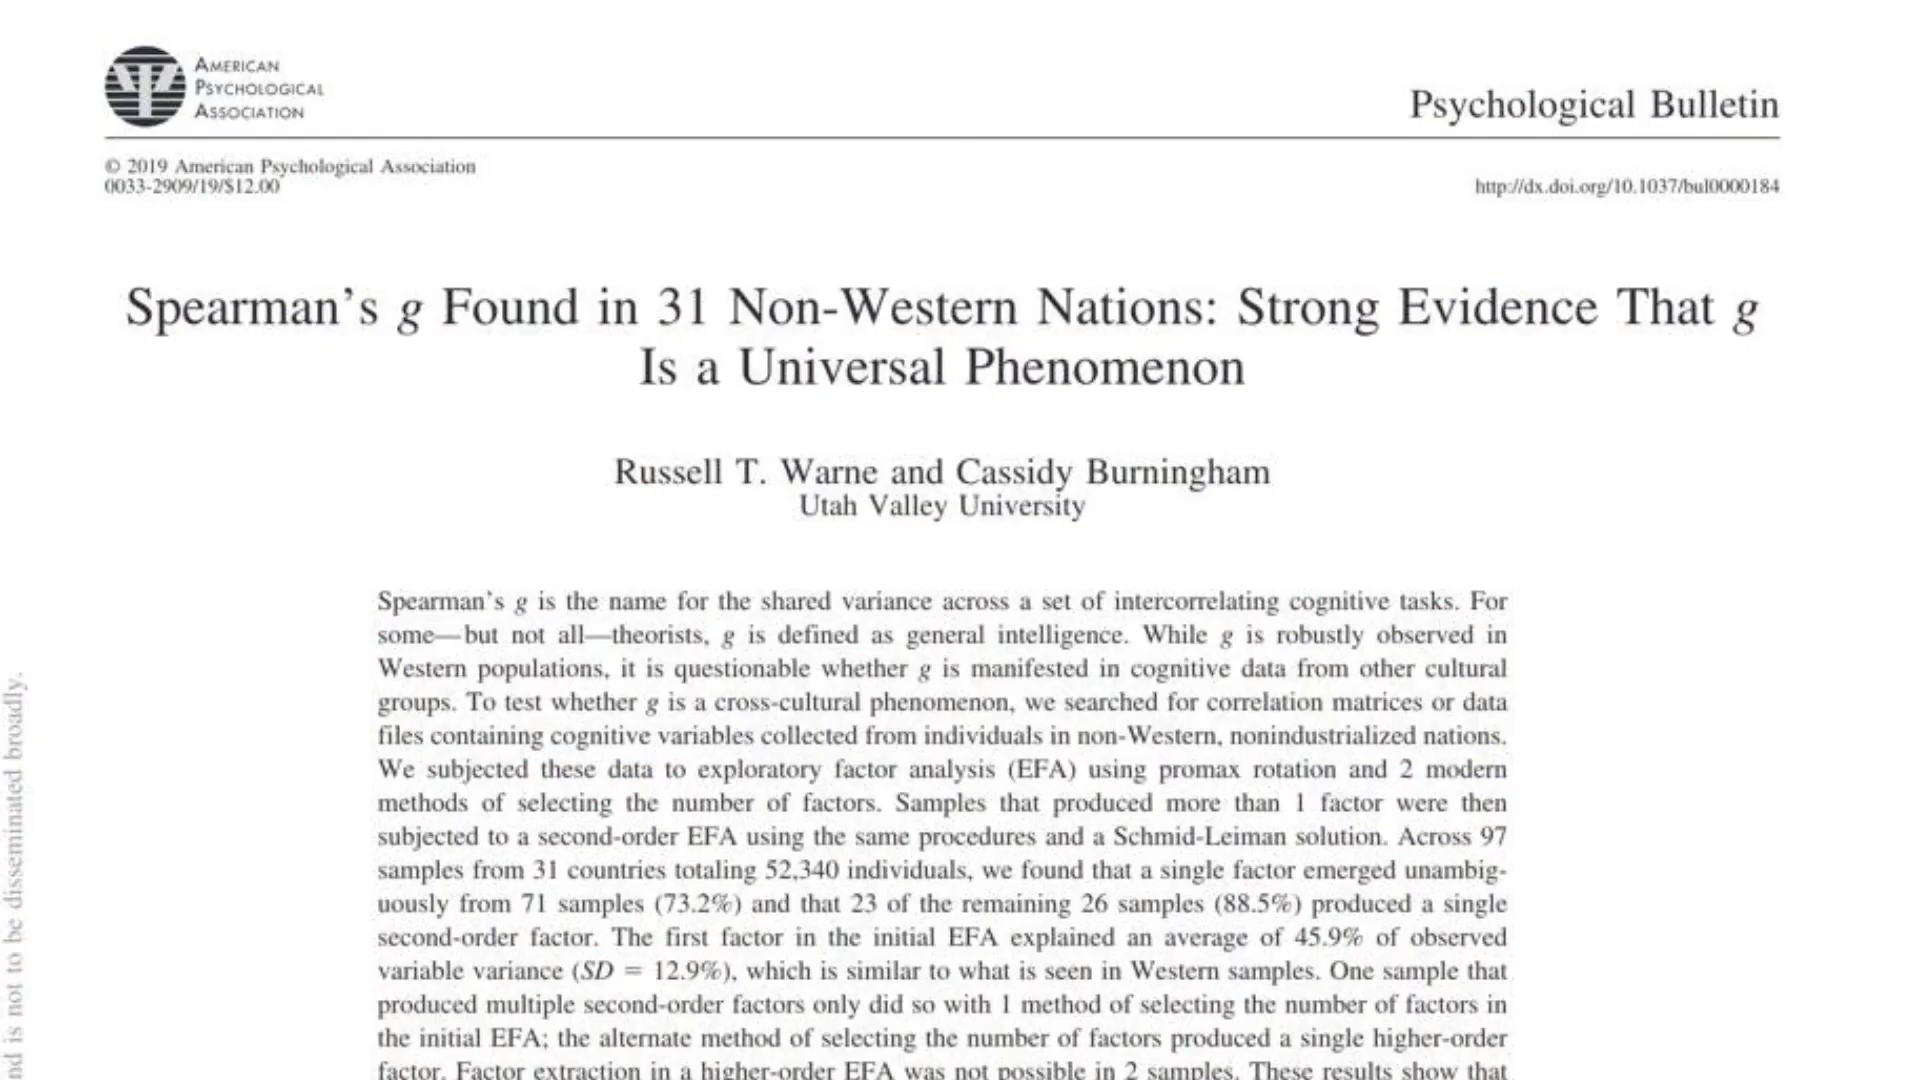 AMERICAN
PSYCHOLOGICAL
ASSOCIATION
Psychological Bulletin
© 2019 American Psychological Association
0033-2909/19/$12.00
http://dx.doi.org/10.1037/bul0000184
Spearman's g Found in 31 Non-Western Nations: Strong Evidence That g
Is a Universal Phenomenon
Russell T. Warne and Cassidy Burningham
Utah Valley University
Spearman's g is the name for the shared variance across a set of intercorrelating cognitive tasks. For
some—but not all—theorists, g is defined as general intelligence. While g is robustly observed in
Western populations, it is questionable whether g is manifested in cognitive data from other cultural
groups. To test whether g is a cross-cultural phenomenon, we searched for correlation matrices or data
files containing cognitive variables collected from individuals in non-Western, nonindustrialized nations.
We subjected these data to exploratory factor analysis (EFA) using promax rotation and 2 modern
methods of selecting the number of factors. Samples that produced more than 1 factor were then
subjected to a second-order EFA using the same procedures and a Schmid-Leiman solution. Across 97
samples from 31 countries totaling 52,340 individuals, we found that a single factor emerged unambig-
uously from 71 samples (73.2%) and that 23 of the remaining 26 samples (88.5%) produced a single
second-order factor. The first factor in the initial EFA explained an average of 45.9% of observed
variable variance (SD = 12.9%), which is similar to what is seen in Western samples. One sample that
produced multiple second-order factors only did so with 1 method of selecting the number of factors in
the initial EFA; the alternate method of selecting the number of factors produced a single higher-order
factor. Factor extraction in a higher-order EFA was not possible in 2 samples. These results show that
nd is not to be disseminated broadly.